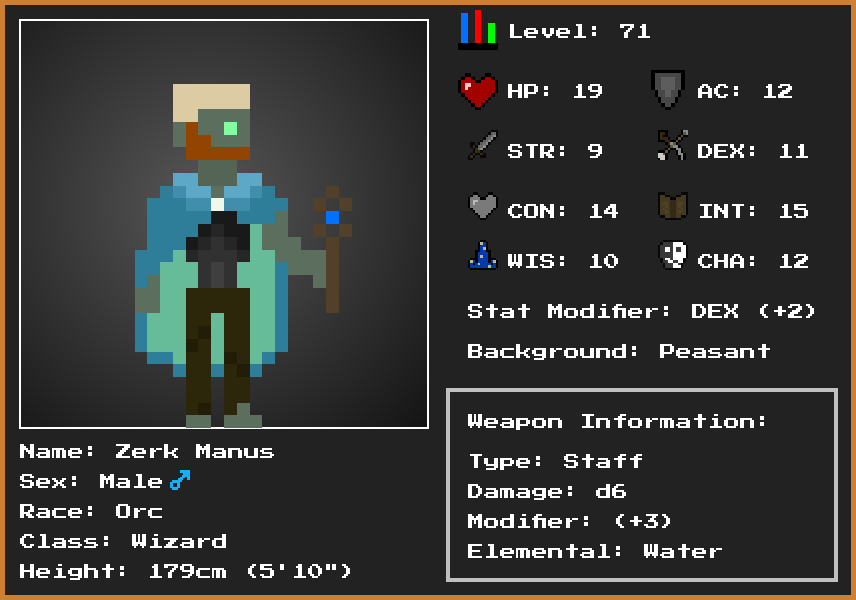 Level: 71
HP: 19 AC: 12
STR: 9 DEX: 11
CON: 14 INT: 15
WIS: 10 CHA: 12
Stat Modifier: DEX (+2)
Background: Peasant
Weapon Information:
Type: Staff
Damage: d6
Modifier: (+3)
Elemental: Water
Name: Zerk Manus
Sex: Male ♂
Race: Orc
Class: Wizard
Height: 179cm (5'10")